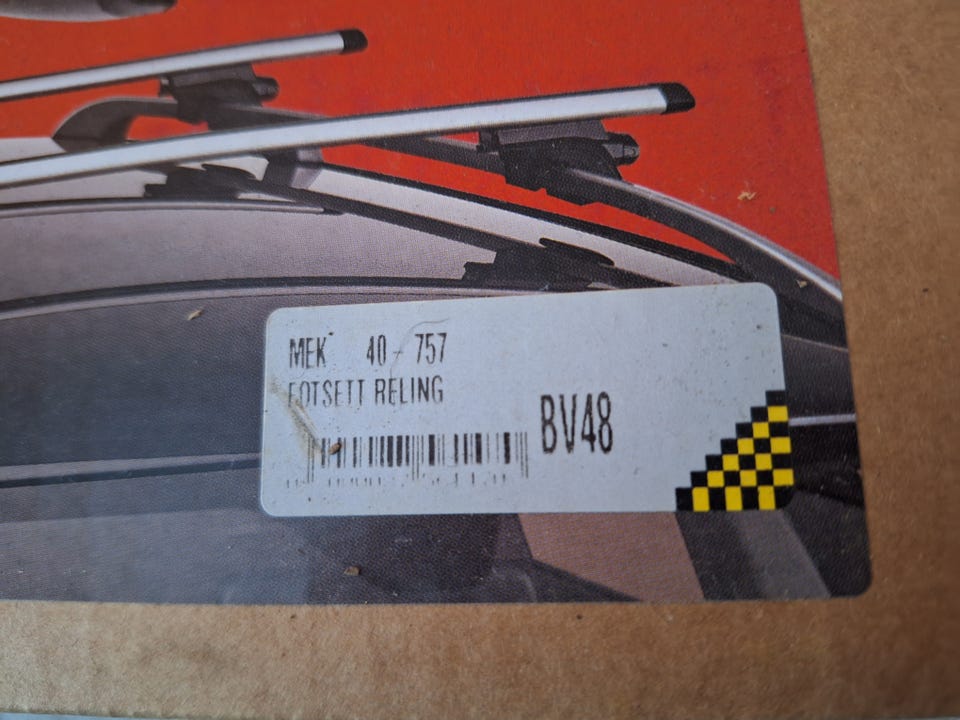 MEK 40-757
FOTSETT RELING
BV48